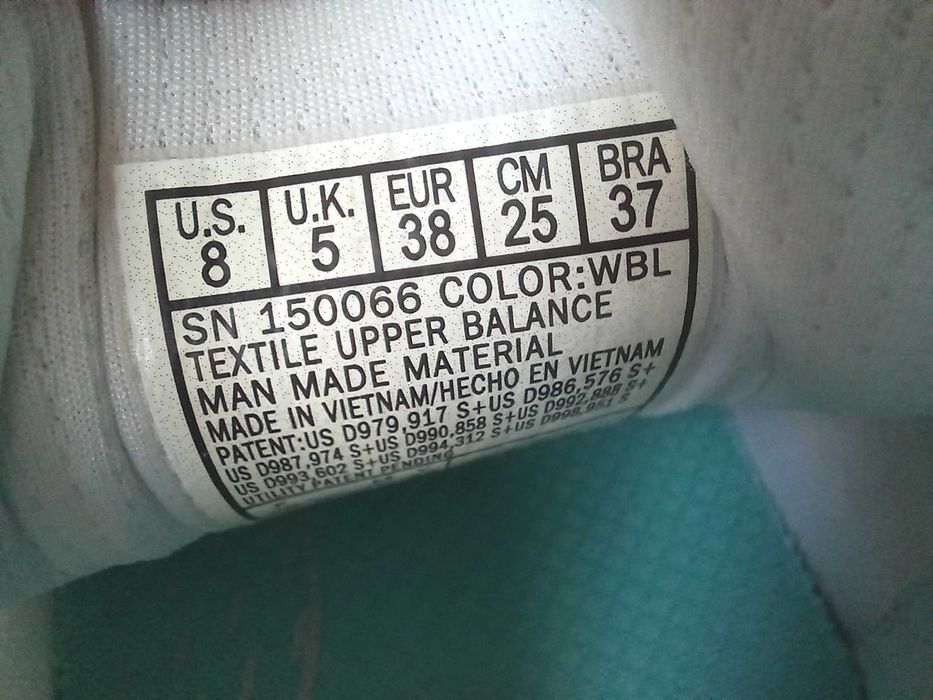 U.S. U.K. EUR CM BRA
8 5 38 25 37
SN 150066 COLOR:WBL
TEXTILE UPPER BALANCE
MAN MADE MATERIAL
MADE IN VIETNAM/HECHO EN VIETNAM
PATENT:US D979,917 S+US D986,576 S+
US D987,974 S+US D990,858 S+US D992,888 S+
US D993,602 S+US D994,312 S+US D998,951 S
UTILITY PATENT PENDING